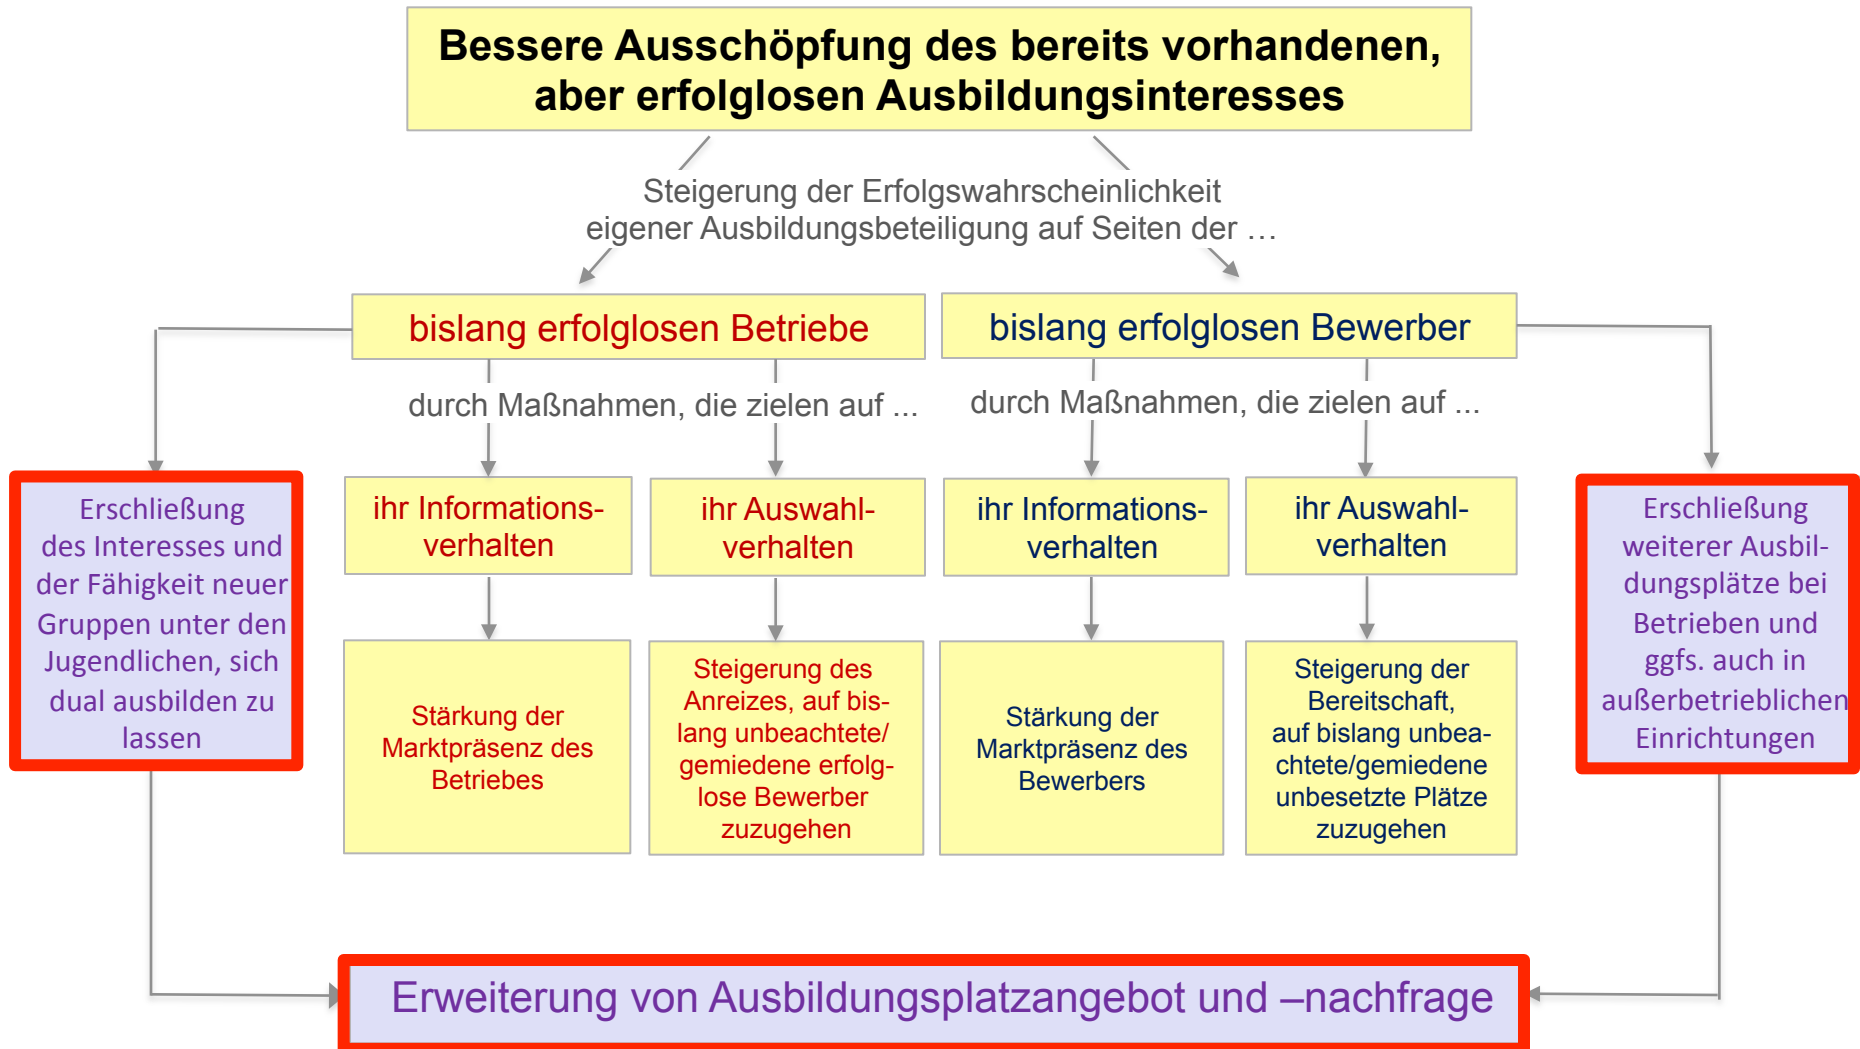 Bessere Ausschöpfung des bereits vorhandenen,
aber erfolglosen Ausbildungsinteresses
Steigerung der Erfolgswahrscheinlichkeit
eigener Ausbildungsbeteiligung auf Seiten der …
bislang erfolglosen Betriebe
bislang erfolglosen Bewerber
durch Maßnahmen, die zielen auf ...
durch Maßnahmen, die zielen auf ...
Erschließung
des Interesses und
der Fähigkeit neuer
Gruppen unter den
Jugendlichen, sich
dual ausbilden zu
lassen
ihr Informations-
verhalten
ihr Auswahl-
verhalten
ihr Informations-
verhalten
ihr Auswahl-
verhalten
Erschließung
weiterer Ausbil-
dungsplätze bei
Betrieben und
ggfs. auch in
außerbetrieblichen
Einrichtungen
Stärkung der
Marktpräsenz des
Betriebes
Steigerung des
Anreizes, auf bis-
lang unbeachtete/
gemiedene erfolg-
lose Bewerber
zuzugehen
Stärkung der
Marktpräsenz des
Bewerbers
Steigerung der
Bereitschaft,
auf bislang unbea-
chtete/gemiedene
unbesetzte Plätze
zuzugehen
Erweiterung von Ausbildungsplatzangebot und –nachfrage